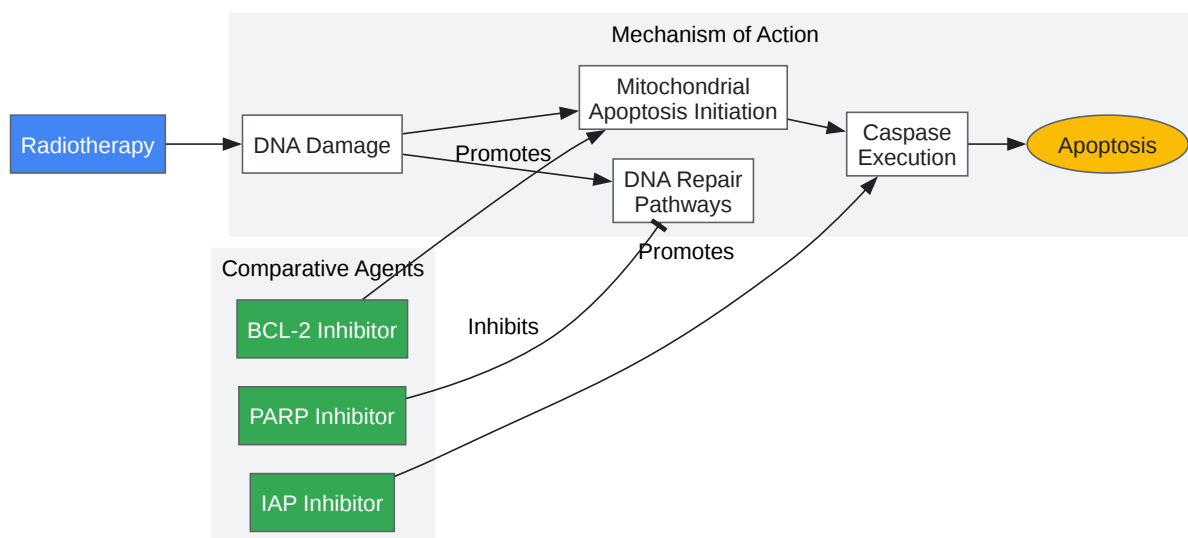 Mechanism of Action
Radiotherapy
DNA Damage
Mitochondrial
Apoptosis Initiation
Caspase
Execution
Apoptosis
Promotes
DNA Repair
Pathways
Promotes
Comparative Agents
BCL-2 Inhibitor
Inhibits
PARP Inhibitor
IAP Inhibitor